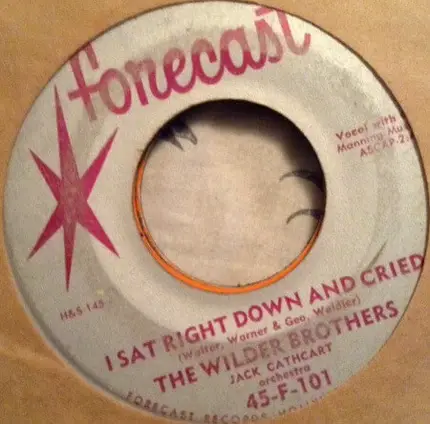 forecast
Vocal with
Manning Mu
ASCAP-2
H&S 145
I SAT RIGHT DOWN AND CRIED
(Walter, Warner & Geo. Weidler)
THE WILDER BROTHERS
JACK CATHCART
orchestra
45-F-101
FORECAST RECORDS